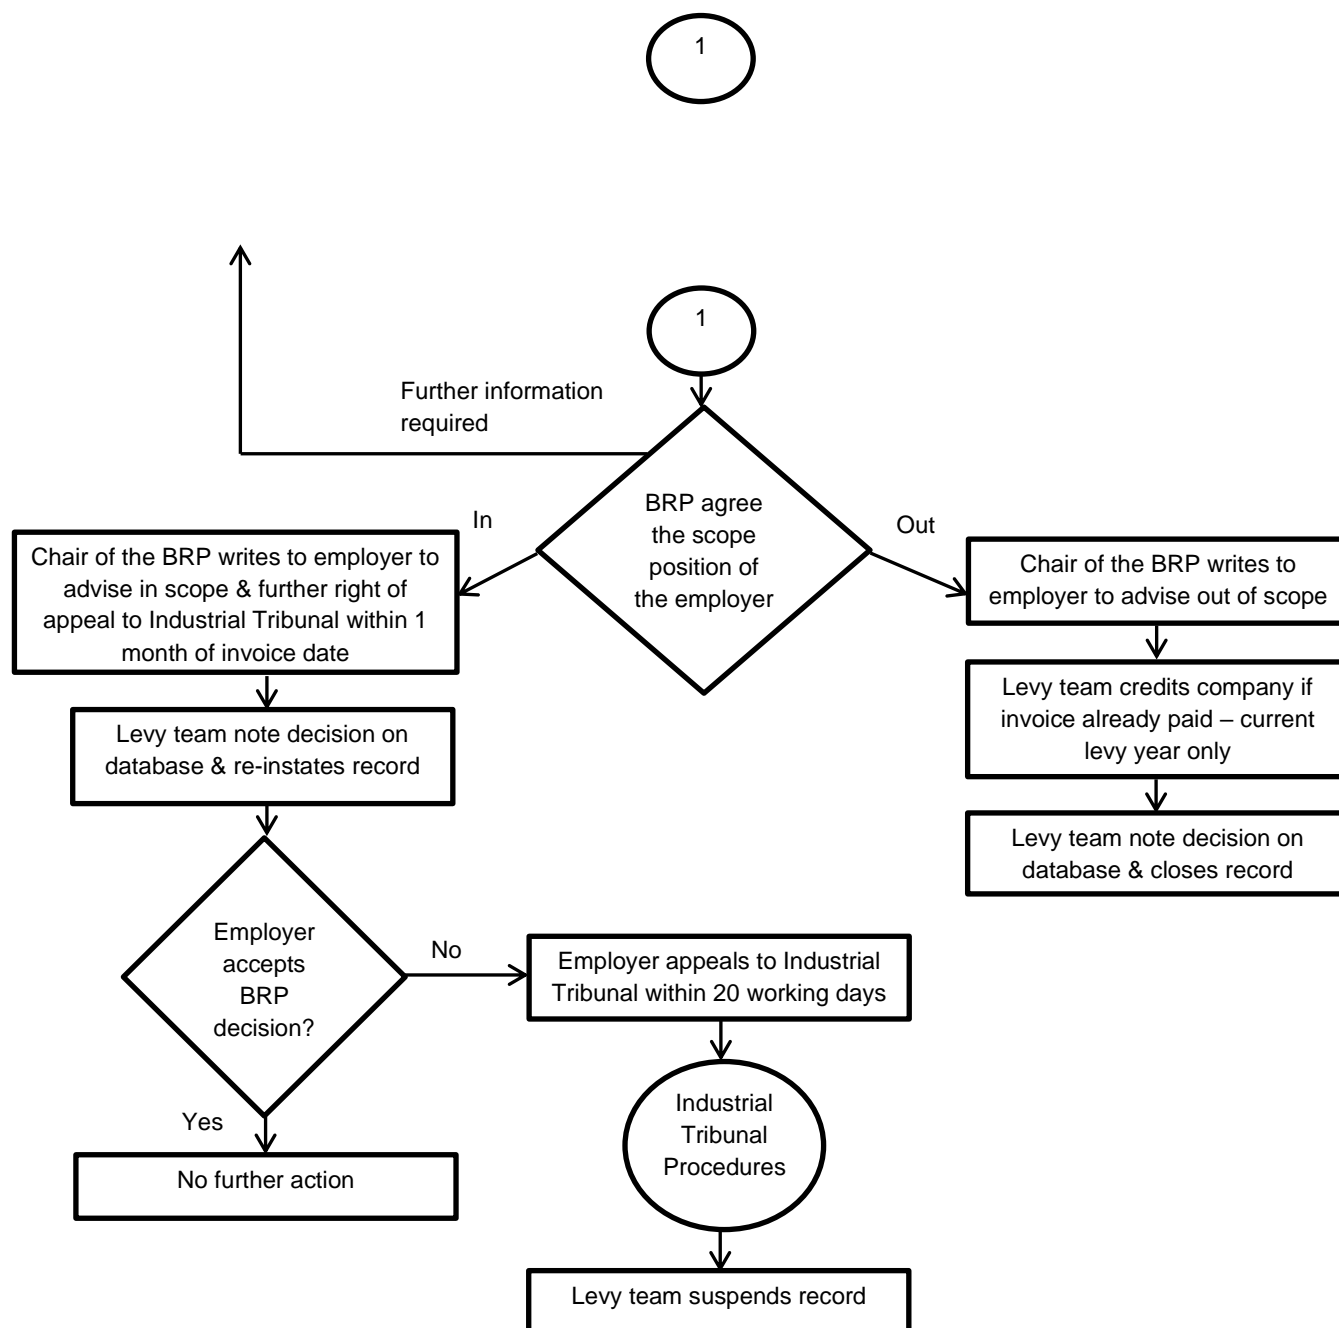 1
1
Further information
required
BRP agree
the scope
position of
the employer
In
Out
Chair of the BRP writes to employer to
advise in scope & further right of
appeal to Industrial Tribunal within 1
month of invoice date
Chair of the BRP writes to
employer to advise out of scope
Levy team credits company if
invoice already paid – current
levy year only
Levy team note decision on
database & re-instates record
Levy team note decision on
database & closes record
Employer
accepts
BRP
decision?
No
Employer appeals to Industrial
Tribunal within 20 working days
Yes
Industrial
Tribunal
Procedures
No further action
Levy team suspends record